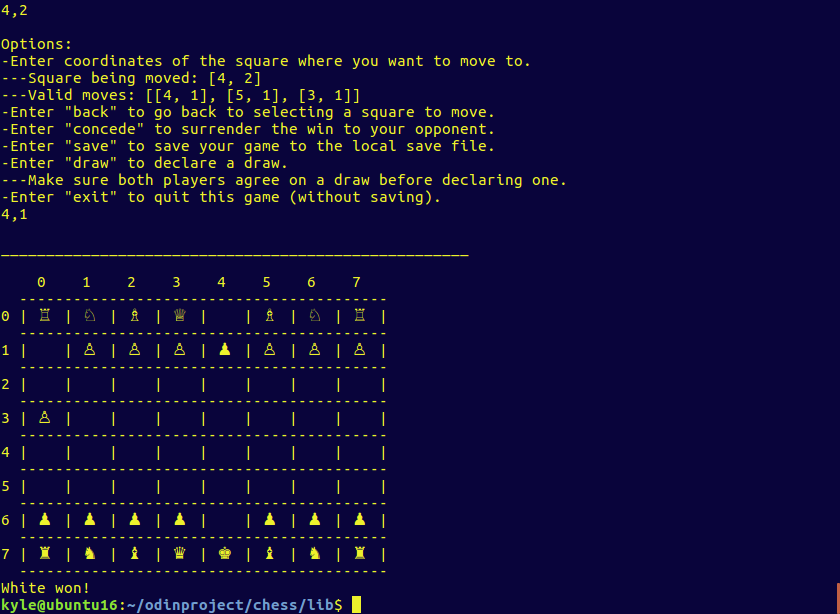 4,2
Options:
-Enter coordinates of the square where you want to move to.
---Square being moved: [4, 2]
---Valid moves: [[4, 1], [5, 1], [3, 1]]
-Enter "back" to go back to selecting a square to move.
-Enter "concede" to surrender the win to your opponent.
-Enter "save" to save your game to the local save file.
-Enter "draw" to declare a draw.
---Make sure both players agree on a draw before declaring one.
-Enter "exit" to quit this game (without saving).
4,1
____________________________________________________
0 1 2 3 4 5 6 7
-----------------------------------------
0 | ♖ | ♘ | ♗ | ♕ |   | ♗ | ♘ | ♖ |
-----------------------------------------
1 |   | ♙ | ♙ | ♙ | ♟ | ♙ | ♙ | ♙ |
-----------------------------------------
2 |   |   |   |   |   |   |   |   |
-----------------------------------------
3 | ♙ |   |   |   |   |   |   |   |
-----------------------------------------
4 |   |   |   |   |   |   |   |   |
-----------------------------------------
5 |   |   |   |   |   |   |   |   |
-----------------------------------------
6 | ♟ | ♟ | ♟ | ♟ |   | ♟ | ♟ | ♟ |
-----------------------------------------
7 | ♜ | ♞ | ♝ | ♛ | ♚ | ♝ | ♞ | ♜ |
-----------------------------------------
White won!
kyle@ubuntu16:~/odinproject/chess/lib$